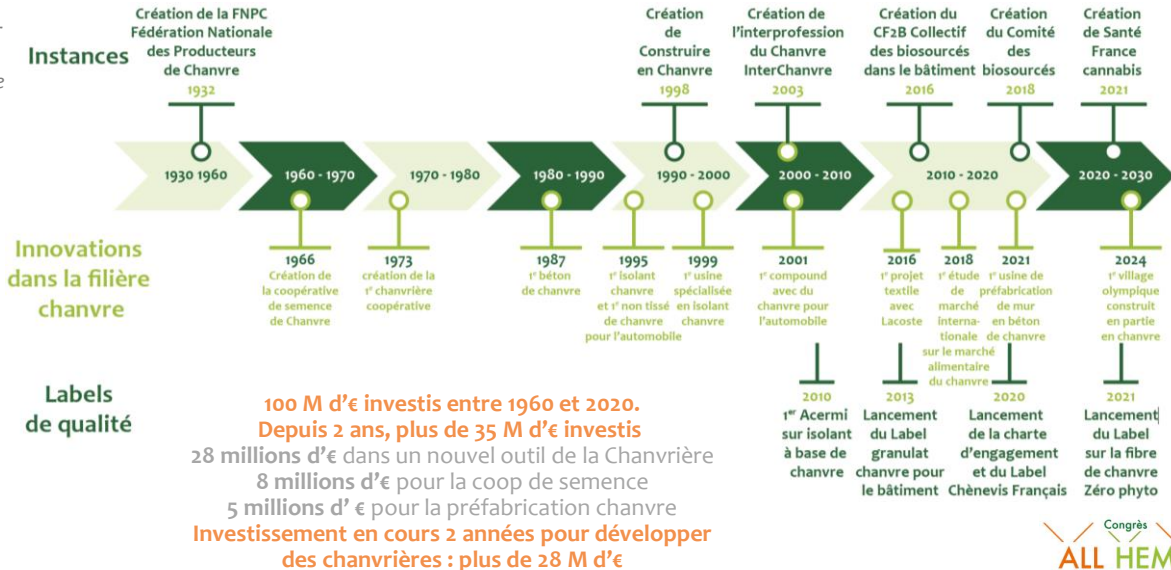 Instances
Création de la FNPC
Fédération Nationale
des Producteurs
de Chanvre
1932
Création
de
Construire
en Chanvre
1998
Création de
l'interprofession
du Chanvre
InterChanvre
2003
Création du
CF2B Collectif
des biosourcés
dans le bâtiment
2016
Création
du Comité
des
biosourcés
2018
Création
de Santé
France
cannabis
2021
1930 1960
1960 - 1970
1970 - 1980
1980 - 1990
1990 - 2000
2000 - 2010
2010 - 2020
2020 - 2030
Innovations
dans la filière
chanvre
1966
Création de
la coopérative
de semence
de Chanvre
1973
création de la
1e chanvrière
coopérative
1987
1e béton
de chanvre
1995
1e isolant
chanvre
et 1e non tissé
de chanvre
pour l'automobile
1999
1e usine
spécialisée
en isolant
chanvre
2001
1e compound
avec du
chanvre pour
l'automobile
2016
1e projet
textile
avec
Lacoste
2018
1e étude
de
marché
interna-
tionale
sur le marché
alimentaire
du chanvre
2021
1e usine de
préfabrication
de mur
en béton
de chanvre
2024
1e village
olympique
construit
en partie
en chanvre
Labels
de qualité
2010
1er Acermi
sur isolant
à base de
chanvre
2013
Lancement
du Label
granulat
chanvre pour
le bâtiment
2020
Lancement
de la charte
d'engagement
et du Label
Chènevis Français
2021
Lancement
du Label
sur la fibre
de chanvre
Zéro phyto
100 M d'€ investis entre 1960 et 2020.
Depuis 2 ans, plus de 35 M d'€ investis
28 millions d'€ dans un nouvel outil de la Chanvrière
8 millions d'€ pour la coop de semence
5 millions d' € pour la préfabrication chanvre
Investissement en cours 2 années pour développer
des chanvrières : plus de 28 M d'€
Congrès
ALL HEM